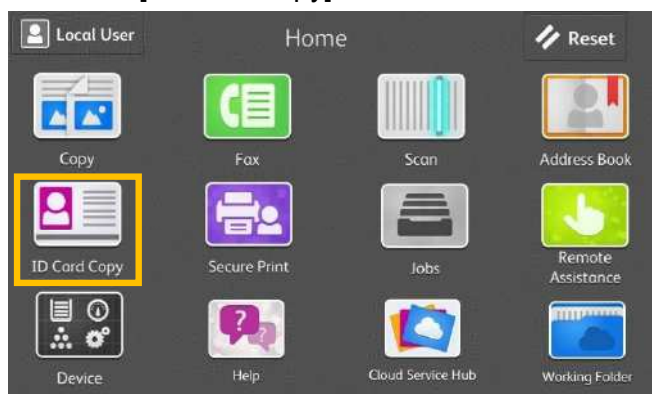 Local User
Home
Reset
Copy
Fax
Scan
Address Book
ID Card Copy
Secure Print
Jobs
Remote
Assistance
Device
Help
Cloud Service Hub
Working Folder